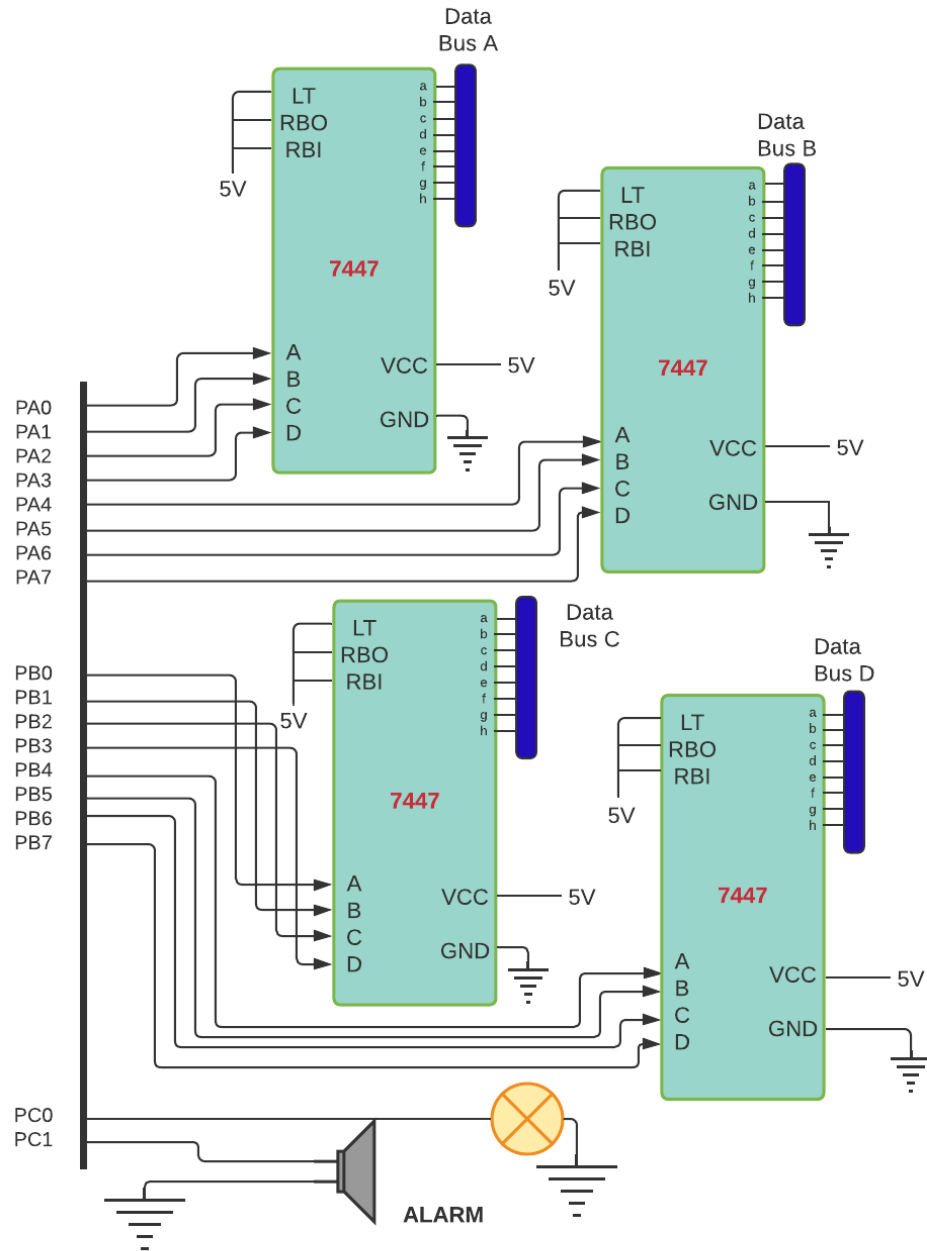 Data
Bus A
LT
RBO
RBI
5V
a
b
c
d
e
f
g
h
7447
A
B
C
D
VCC
5V
GND
Data
Bus B
LT
RBO
RBI
5V
a
b
c
d
e
f
g
h
7447
A
B
C
D
VCC
5V
GND
PA0
PA1
PA2
PA3
PA4
PA5
PA6
PA7
Data
Bus C
LT
RBO
RBI
5V
a
b
c
d
e
f
g
h
7447
A
B
C
D
VCC
5V
GND
Data
Bus D
LT
RBO
RBI
5V
a
b
c
d
e
f
g
h
7447
A
B
C
D
VCC
5V
GND
PB0
PB1
PB2
PB3
PB4
PB5
PB6
PB7
PC0
PC1
ALARM